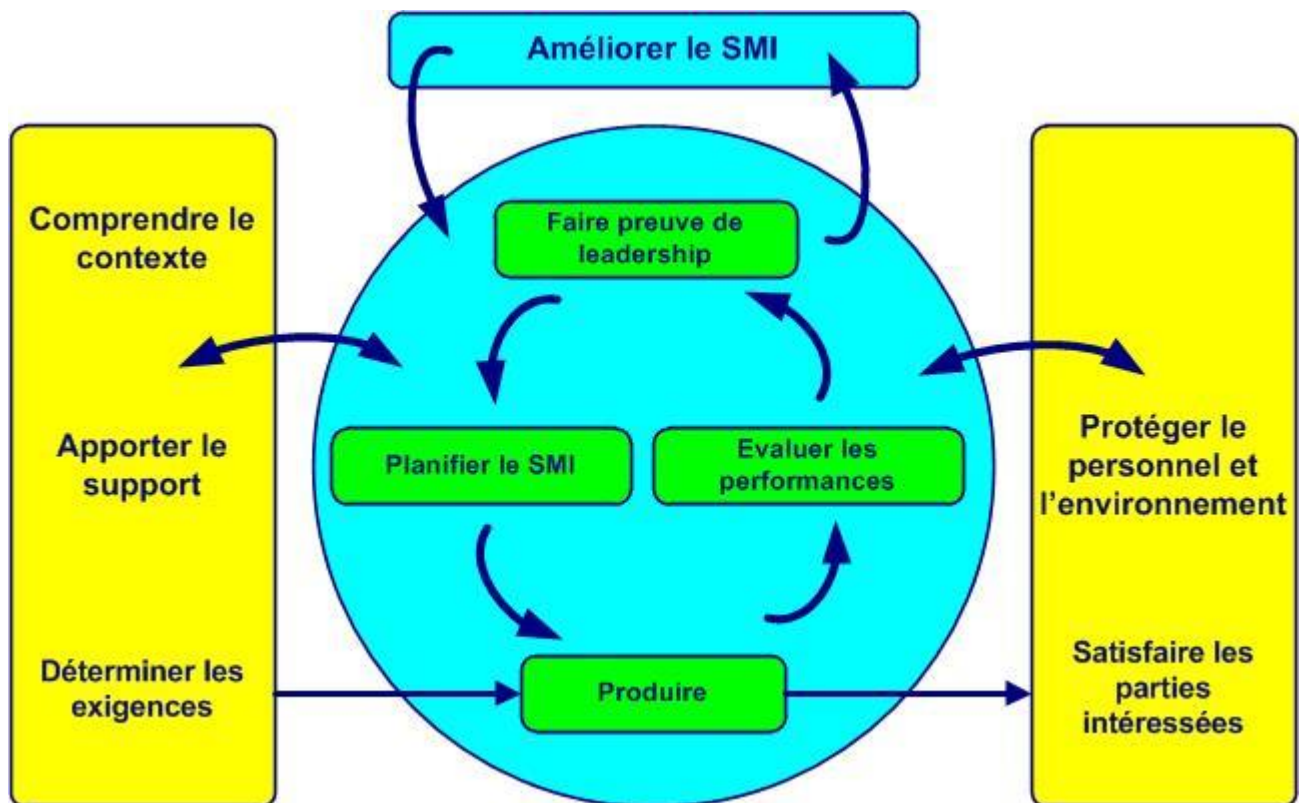 Améliorer le SMI
Comprendre le
contexte
Apporter le
support
Déterminer les
exigences
Faire preuve de
leadership
Planifier le SMI
Evaluer les
performances
Produire
Protéger le
personnel et
l'environnement
Satisfaire les
parties
intéressées